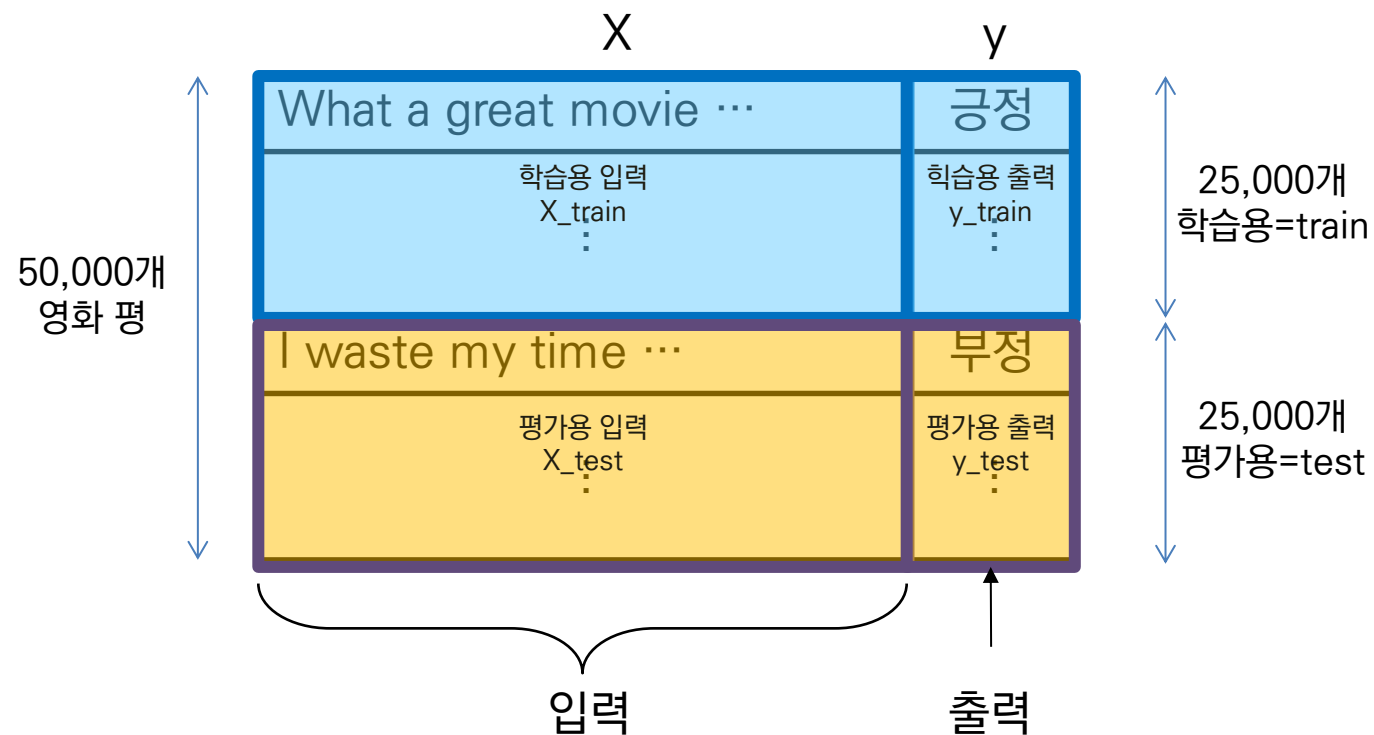 X
y
What a great movie ⋯
긍정
학습용 입력
X_train
⋮
힉습용 출력
y_train
⋮
25,000개
학습용=train
50,000개
영화 평
I waste my time ⋯
부정
평가용 입력
X_test
⋮
평가용 출력
y_test
⋮
25,000개
평가용=test
입력
출력